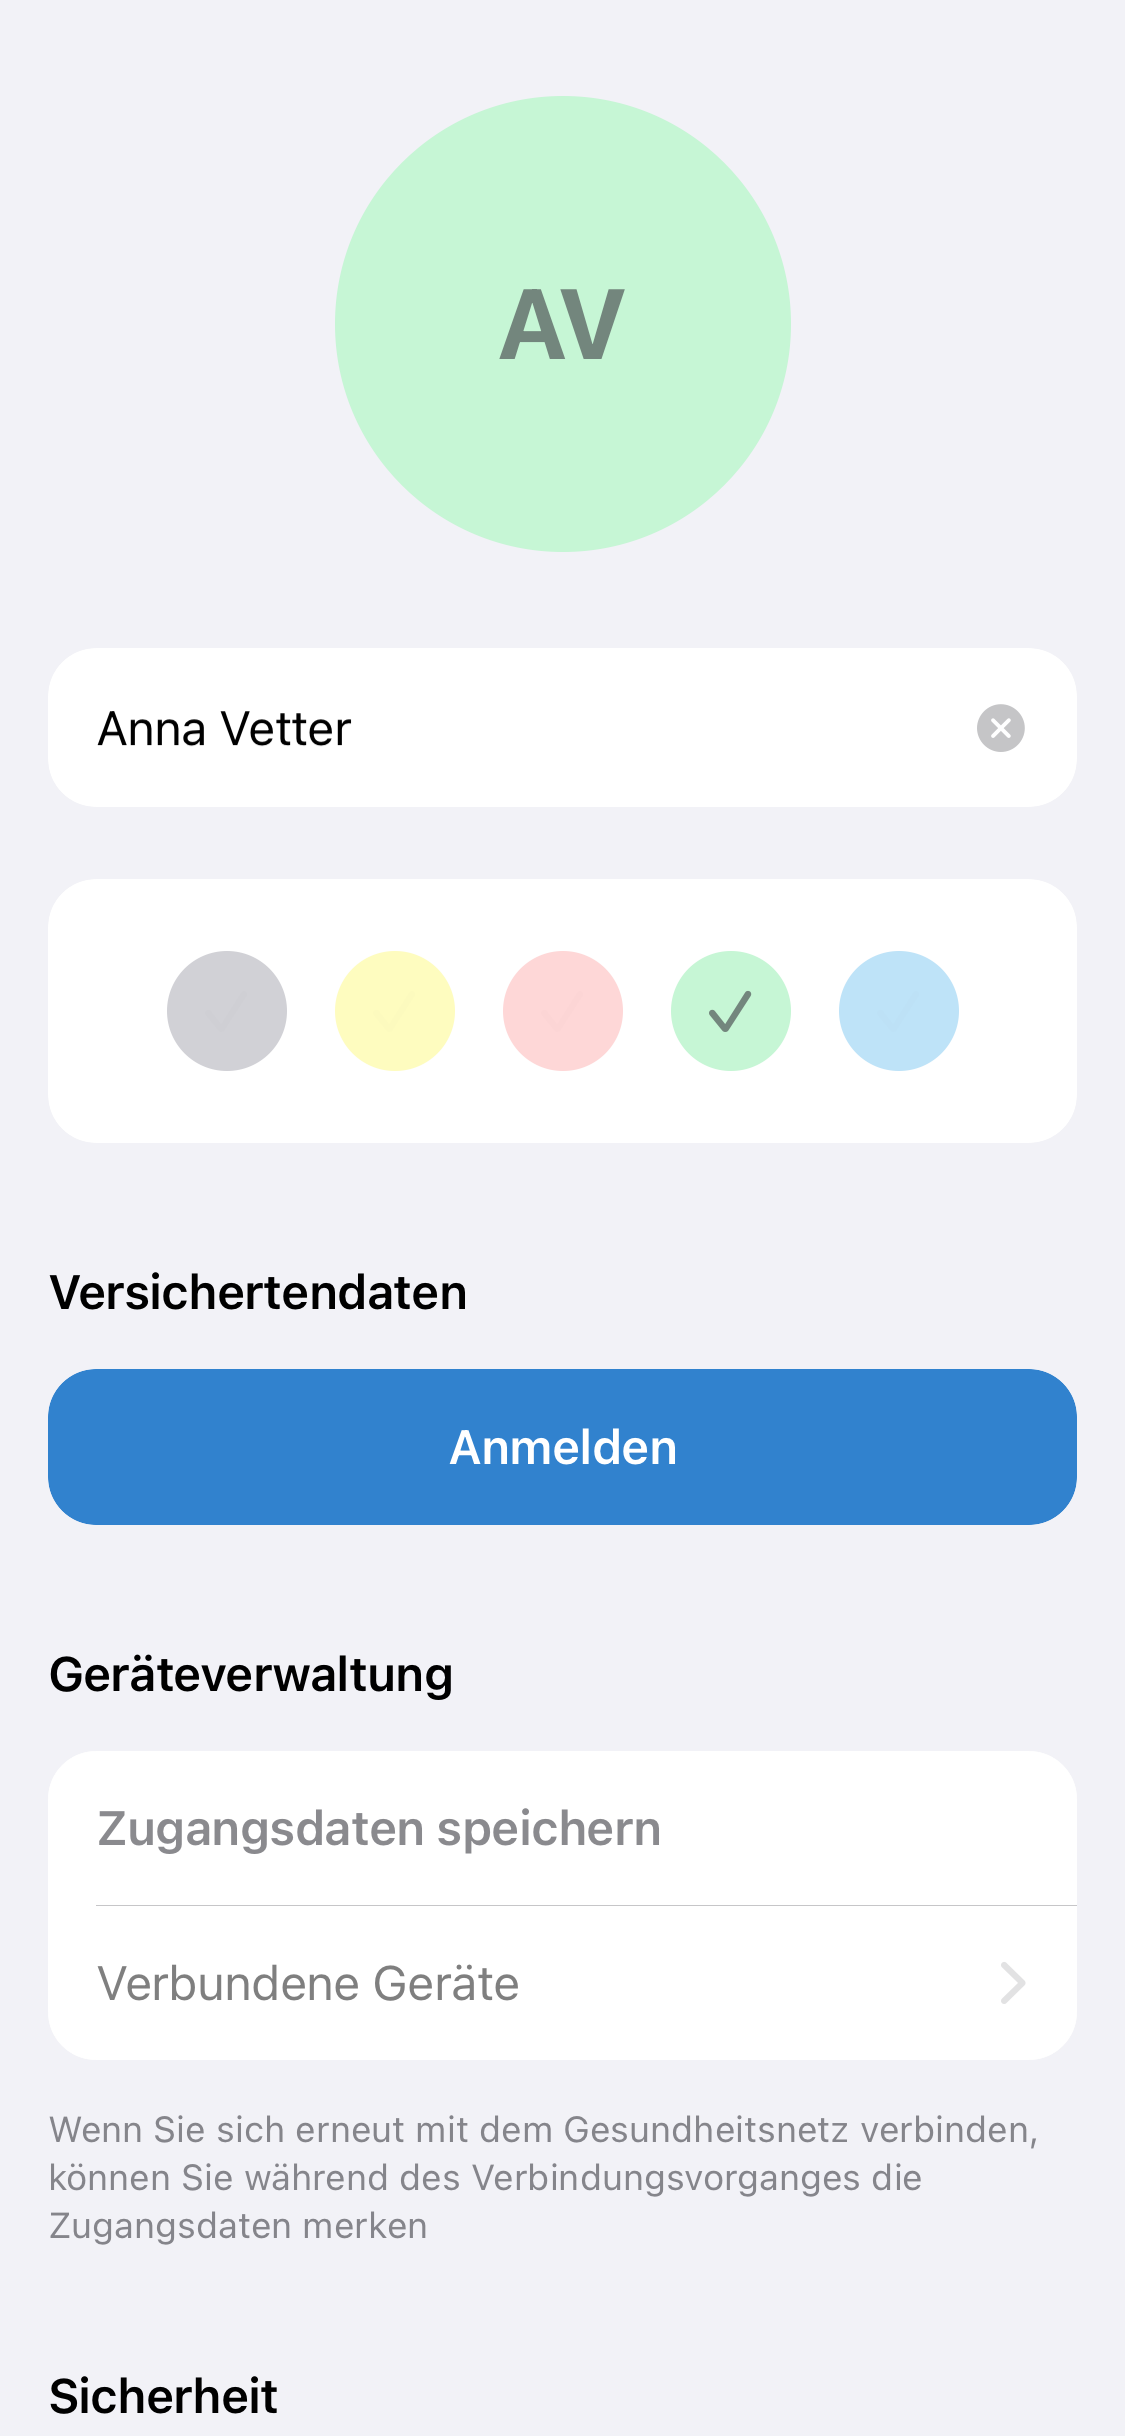 AV
Anna Vetter
Versichertendaten
Anmelden
Geräteverwaltung
Zugangsdaten speichern
Verbundene Geräte
Wenn Sie sich erneut mit dem Gesundheitsnetz verbinden,
können Sie während des Verbindungsvorganges die
Zugangsdaten merken
Sicherheit